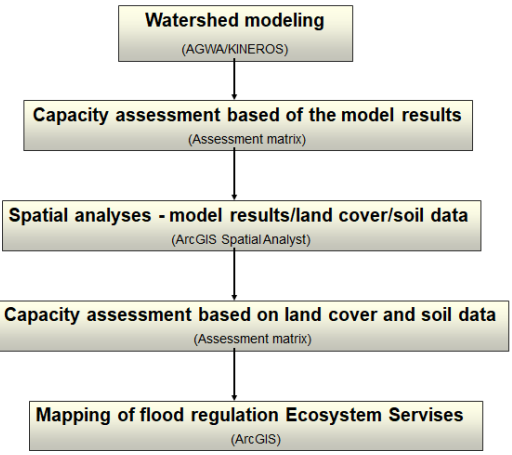 Watershed modeling
(AGWA/KINEROS)
Capacity assessment based of the model results
(Assessment matrix)
Spatial analyses - model results/land cover/soil data
(ArcGIS Spatial Analyst)
Capacity assessment based on land cover and soil data
(Assessment matrix)
Mapping of flood regulation Ecosystem Servises
(ArcGIS)